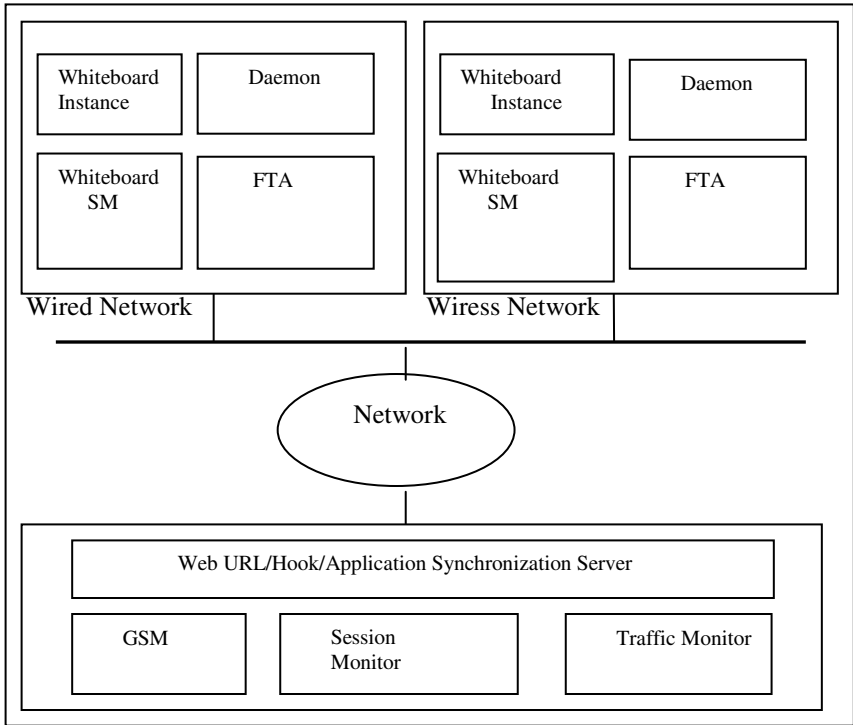 Whiteboard
Instance
Daemon
Whiteboard
SM
FTA
Wired Network
Whiteboard
Instance
Daemon
Whiteboard
SM
FTA
Wiress Network
Network
Web URL/Hook/Application Synchronization Server
GSM
Session
Monitor
Traffic Monitor